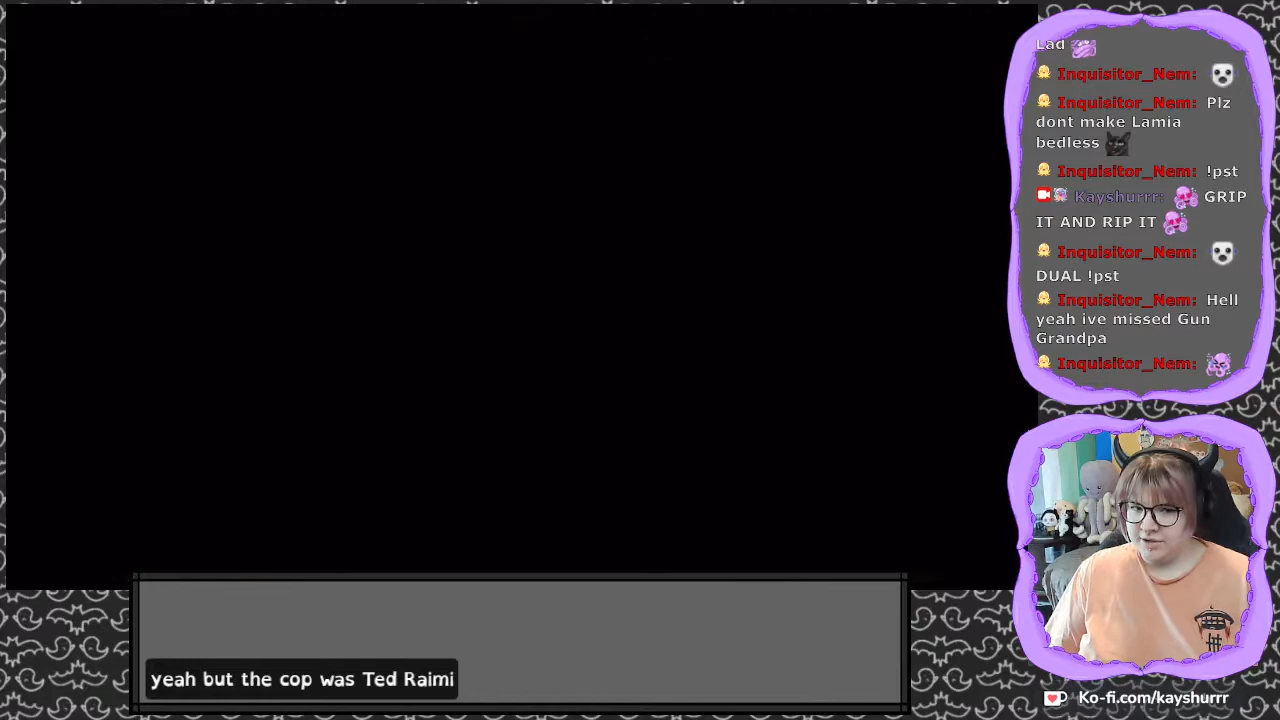 Lad
Inquisitor_Nem:
Inquisitor_Nem: Plz
dont make Lamia
bedless
Inquisitor_Nem: !pst
Kayshurrr: GRIP
IT AND RIP IT
Inquisitor_Nem:
DUAL !pst
Inquisitor_Nem: Hell
yeah ive missed Gun
Grandpa
Inquisitor_Nem:
yeah but the cop was Ted Raimi
Ko-fi.com/kayshurrr